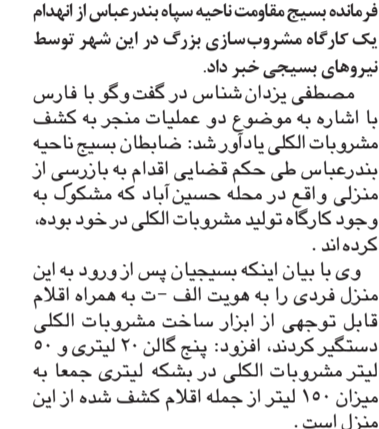 فرمانده بسیج مقاومت ناحیه سپاه بندرعباس از انهدام
یک کارگاه مشروب‌سازی بزرگ در این شهر توسط
نیروهای بسیجی خبر داد.
مصطفی یزدان‌شناس در گفت‌وگو با فارس
با اشاره به موضوع دو عملیات منجر به کشف
مشروبات الکلی یادآور شد: ضابطان بسیج ناحیه
بندرعباس طی حکم قضایی اقدام به بازرسی از
منزلی واقع در محله حسین‌آباد که مشکوک به
وجود کارگاه تولید مشروبات الکلی در خود بوده،
کرده‌اند .
وی با بیان اینکه بسیجیان پس از ورود به این
منزل فردی را به هویت الف -ت به همراه اقلام
قابل توجهی از ابزار ساخت مشروبات الکلی
دستگیر کردند، افزود: پنج گالن ۲۰ لیتری و ۵۰
لیتر مشروبات الکلی در بشکه لیتری جمعا به
میزان ۱۵۰ لیتر از جمله اقلام کشف شده از این
منزل است .